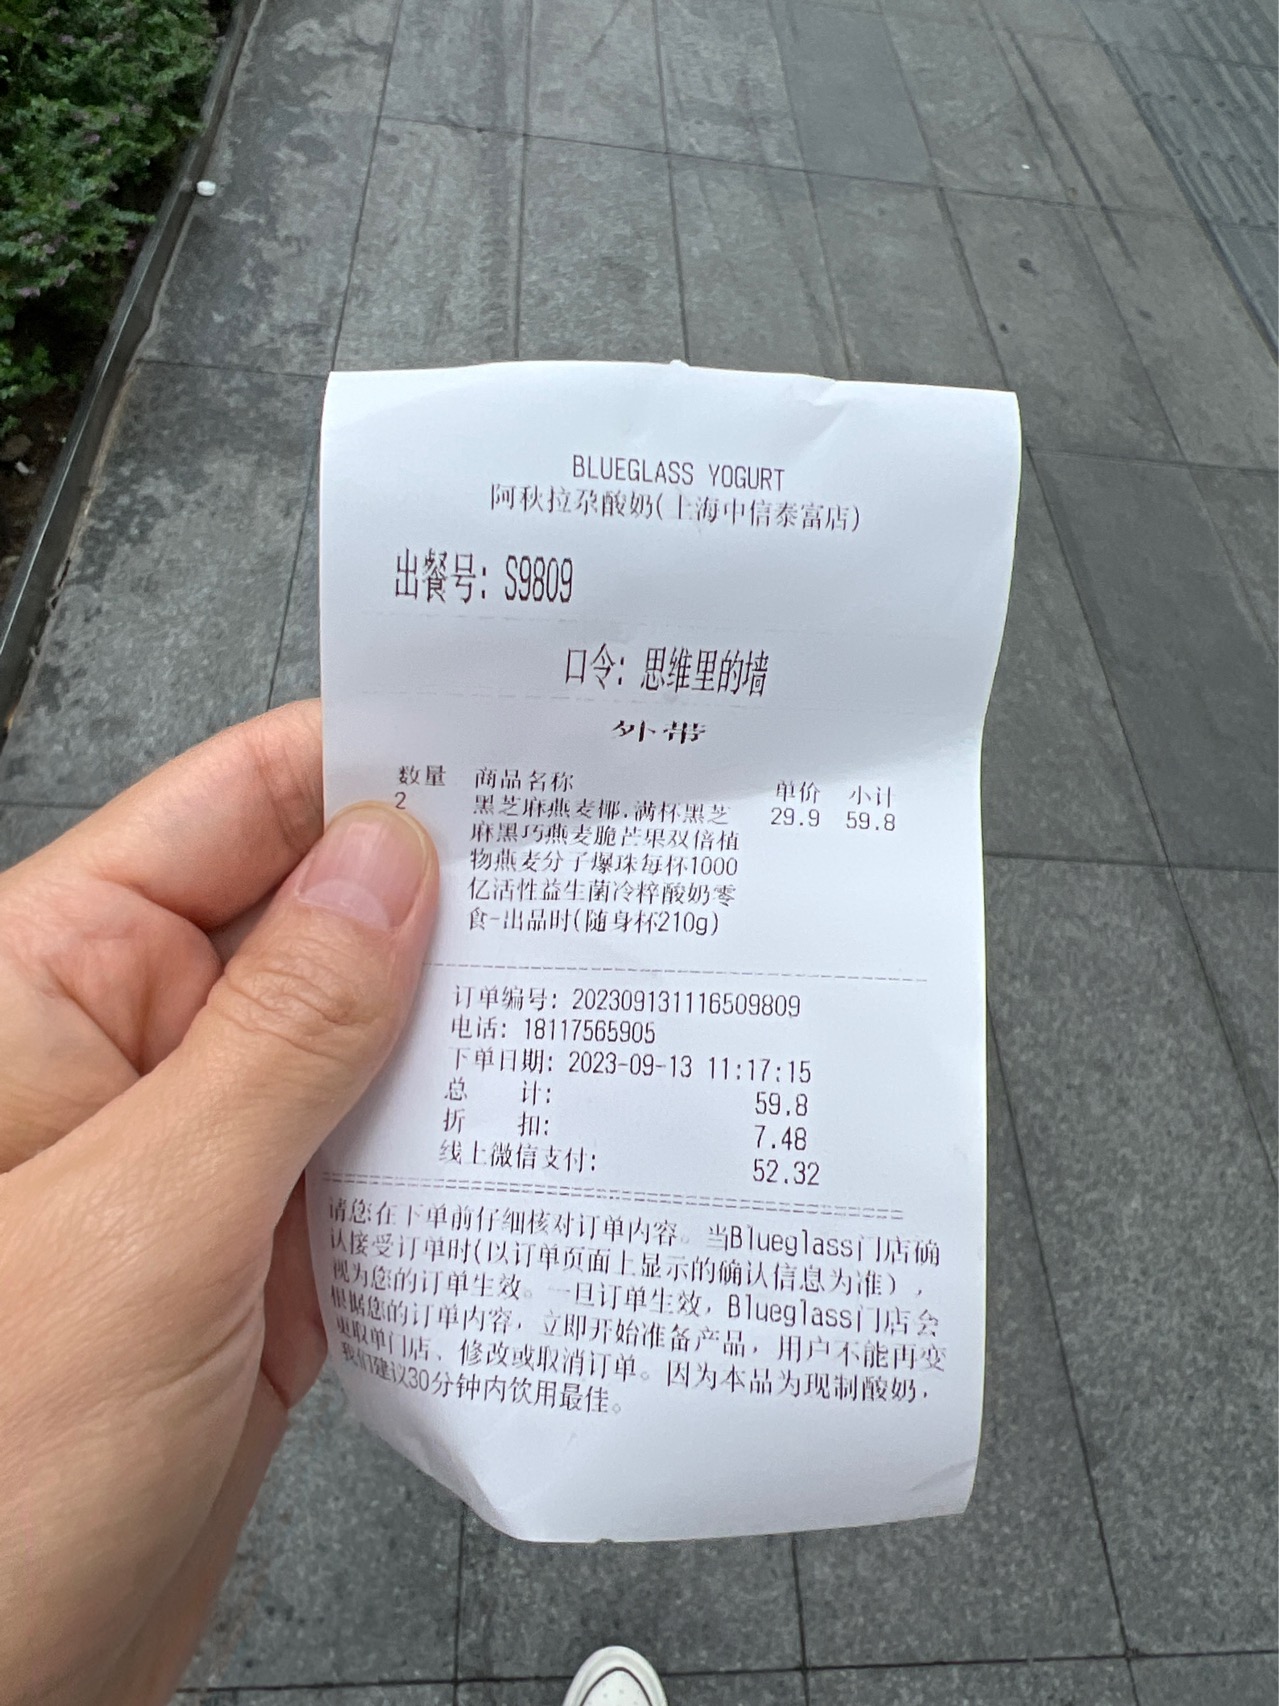 BLUEGLASS YOGURT
阿秋拉尕酸奶(上海中信泰富店)
出餐号: S9809
口令: 思维里的墙
外带
数量 商品名称 单价 小计
2 黑芝麻燕麦椰.满杯黑芝 29.9 59.8
麻黑巧燕麦脆芒果双倍植
物燕麦分子爆珠每杯1000
亿活性益生菌冷粹酸奶零
食-出品时(随身杯210g)
订单编号: 202309131116509809
电话: 18117565905
下单日期: 2023-09-13 11:17:15
总 计: 59.8
折 扣: 7.48
线上微信支付: 52.32
请您在下单前仔细核对订单内容。当Blueglass门店确
认接受订单时(以订单页面上显示的确认信息为准),
视为您的订单生效。一旦订单生效, Blueglass门店会
根据您的订单内容, 立即开始准备产品, 用户不能再变
更取单门店、修改或取消订单。因为本品为现制酸奶,
我们建议30分钟内饮用最佳。